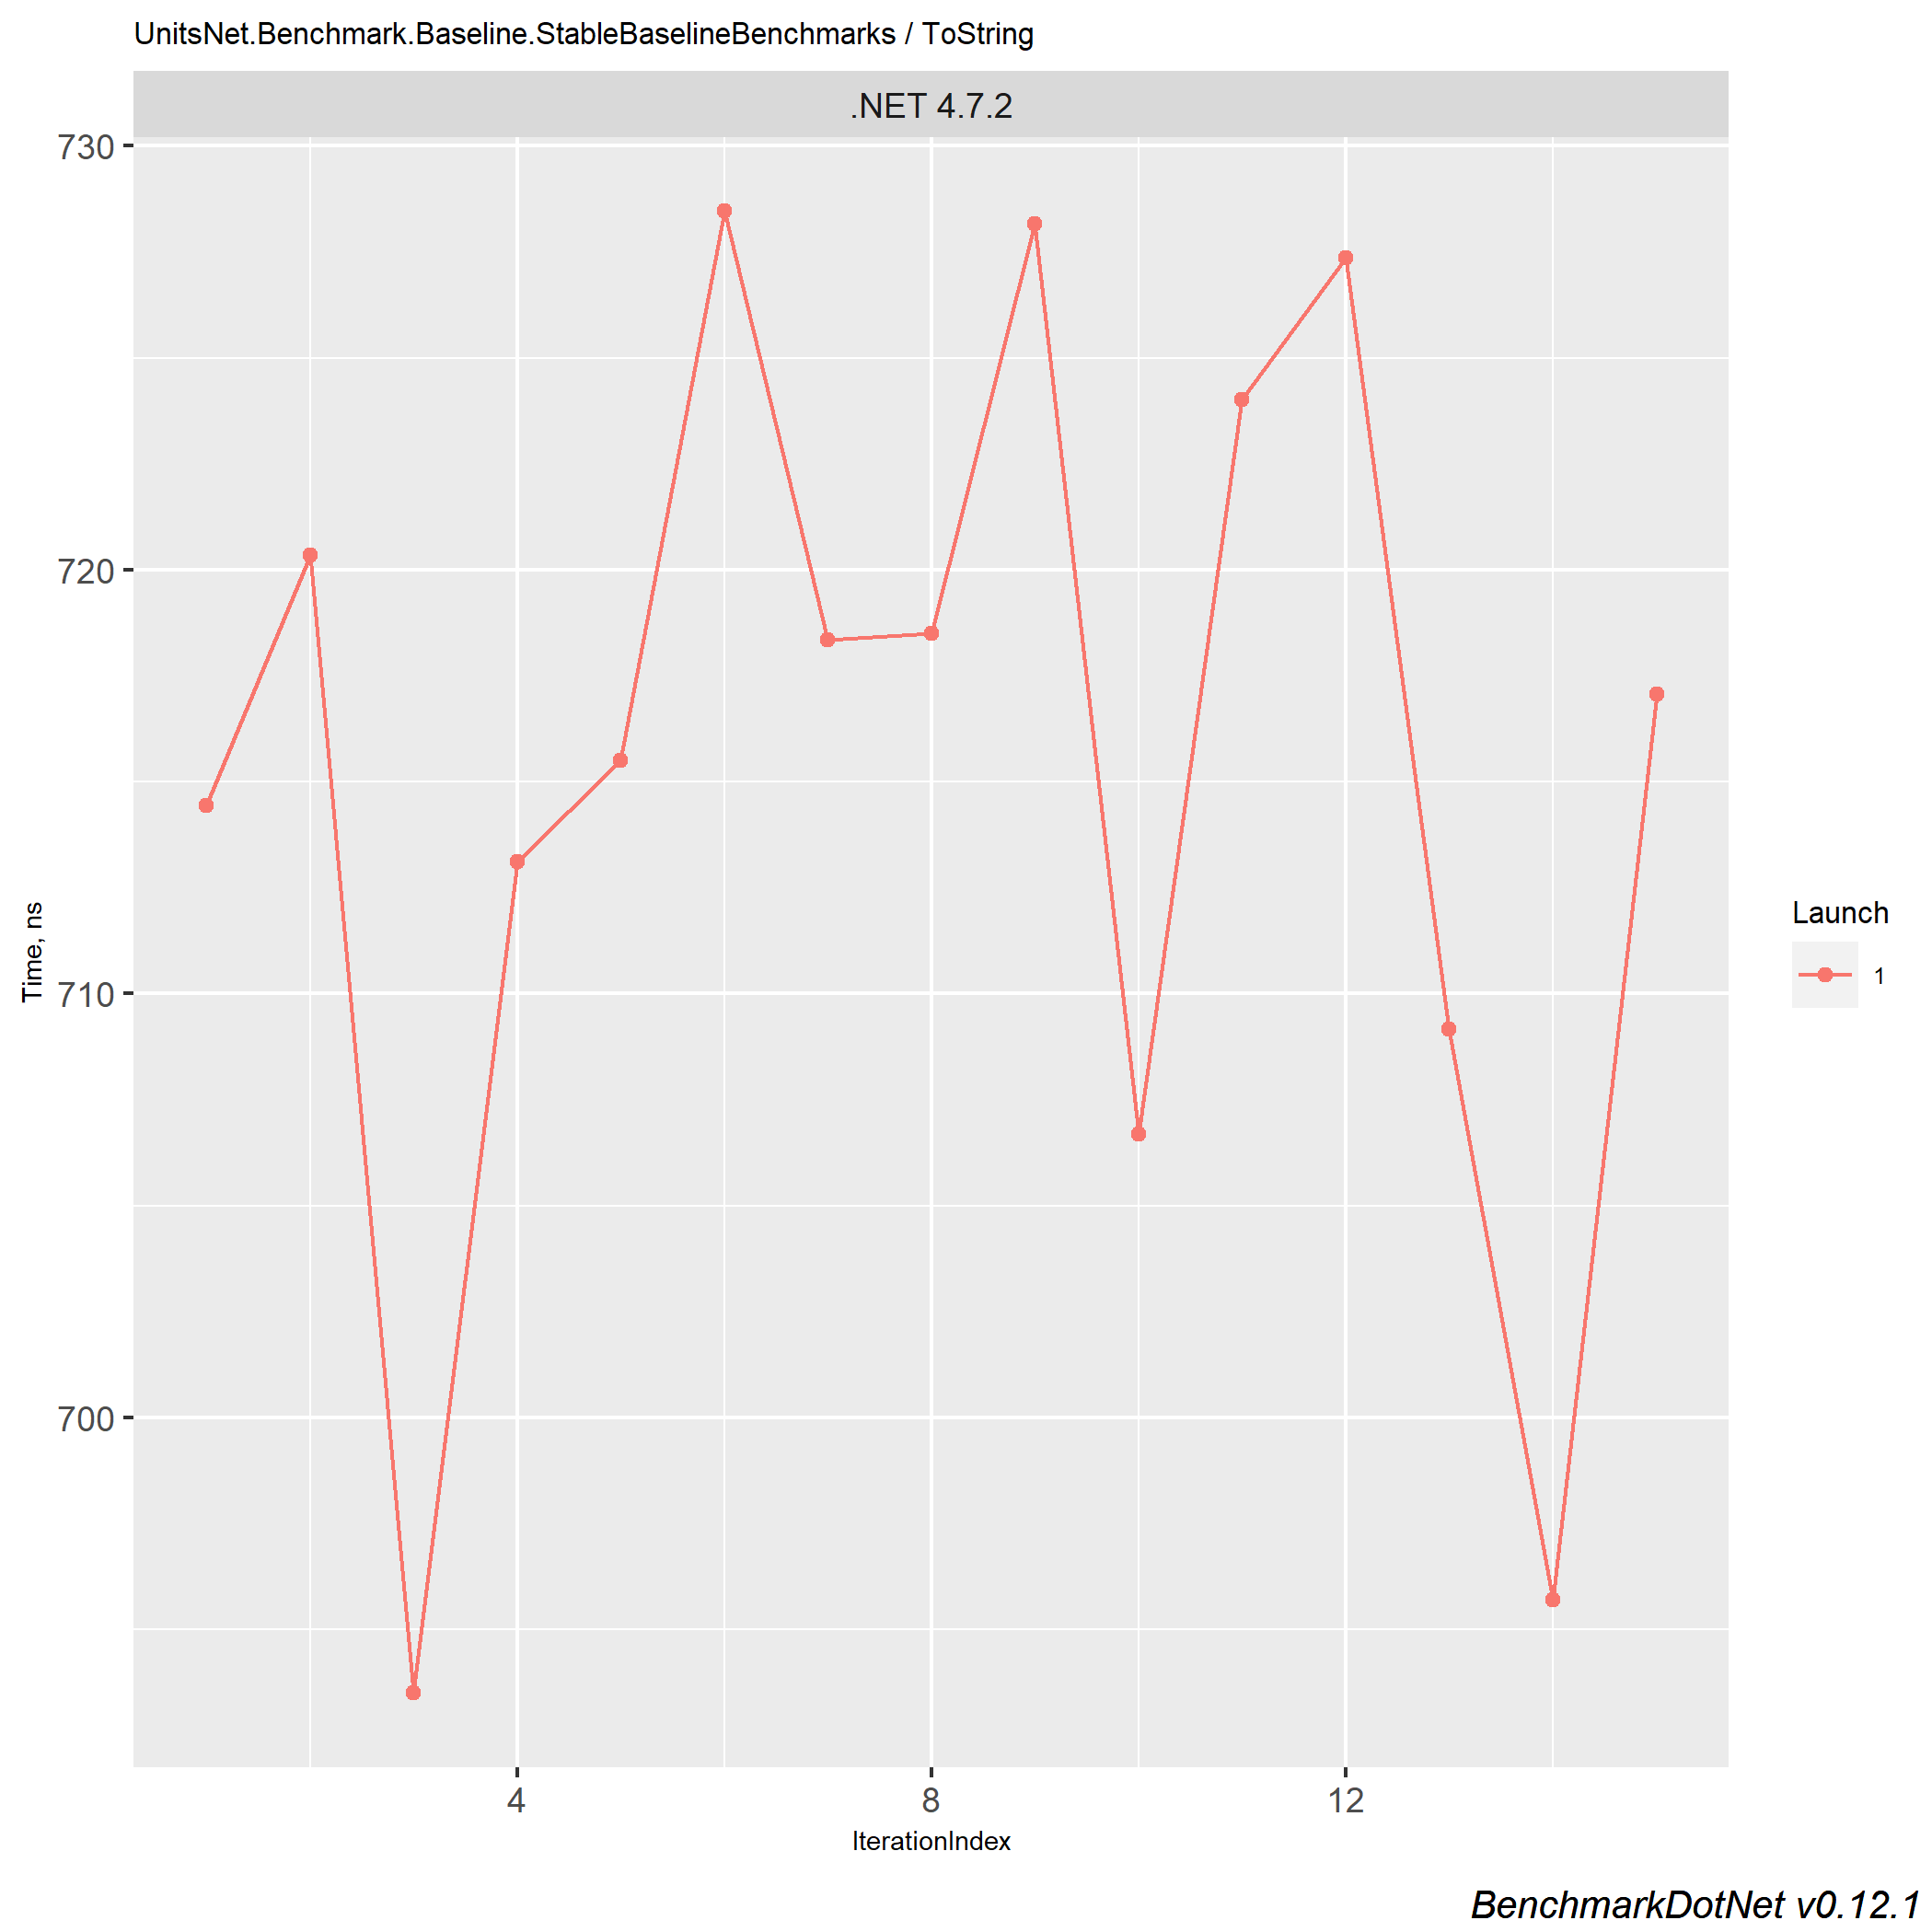 UnitsNet.Benchmark.Baseline.StableBaselineBenchmarks / ToString
.NET 4.7.2
730
720
710
700
Time, ns
4
8
12
IterationIndex
Launch
1
BenchmarkDotNet v0.12.1